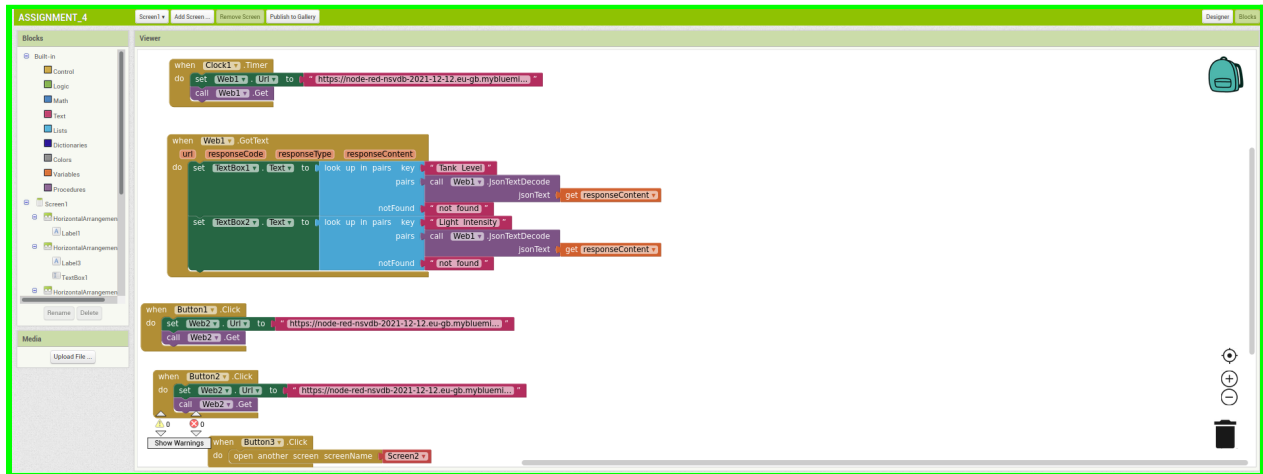 ASSIGNMENT_4 Screen1 Add Screen ... Remove Screen Publish to Gallery Designer Blocks
Blocks
Built-in
Control
Logic
Math
Text
Lists
Dictionaries
Colors
Variables
Procedures
Screen1
HorizontalArrangemen
Label1
HorizontalArrangemen
Label3
TextBox1
HorizontalArrangemen
Rename Delete
Media
Upload File ...
Viewer
when Clock1 .Timer
do set Web1 . Url to " https://node-red-nsvdb-2021-12-12.eu-gb.mybluemi... "
call Web1 .Get
when Web1 .GotText
url responseCode responseType responseContent
do set TextBox1 . Text to look up in pairs key " Tank Level "
pairs call Web1 .JsonTextDecode
jsonText get responseContent
notFound " not found "
set TextBox2 . Text to look up in pairs key " Light Intensity "
pairs call Web1 .JsonTextDecode
jsonText get responseContent
notFound " not found "
when Button1 .Click
do set Web2 . Url to " https://node-red-nsvdb-2021-12-12.eu-gb.mybluemi... "
call Web2 .Get
when Button2 .Click
do set Web2 . Url to " https://node-red-nsvdb-2021-12-12.eu-gb.mybluemi... "
call Web2 .Get
0 0
Show Warnings
when Button3 .Click
do open another screen screenName Screen2